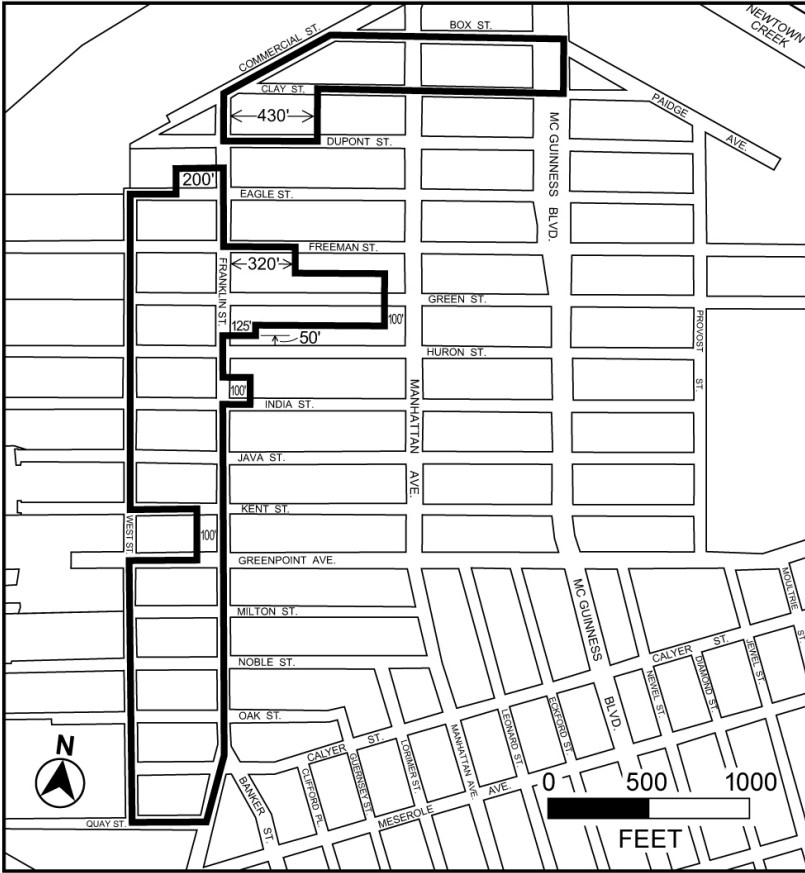 BOX ST.
NEWTOWN
CREEK
COMMERCIAL ST.
CLAY ST.
PAIDGE
AVE.
430'
DUPONT ST.
MC GUINNESS
BLVD.
200'
EAGLE ST.
FREEMAN ST.
320'
FRANKLIN ST.
GREEN ST.
125'
100'
50'
PROVOST
ST.
HURON ST.
100'
INDIA ST.
MANHATTAN
AVE.
JAVA ST.
KENT ST.
WEST ST.
100'
GREENPOINT AVE.
MC GUINNESS
BLVD.
MOULTRIE
ST.
MILTON ST.
CALYER ST.
JEWEL ST.
DIAMOND ST.
NEWEL ST.
NOBLE ST.
OAK ST.
CALYER ST.
ECKFORD ST.
LEONARD ST.
MANHATTAN AVE.
LORIMER ST.
GUERNSEY ST.
CLIFFORD PL.
BANKER
ST.
MESEROLE AVE.
QUAY ST.
N
0 500 1000
FEET